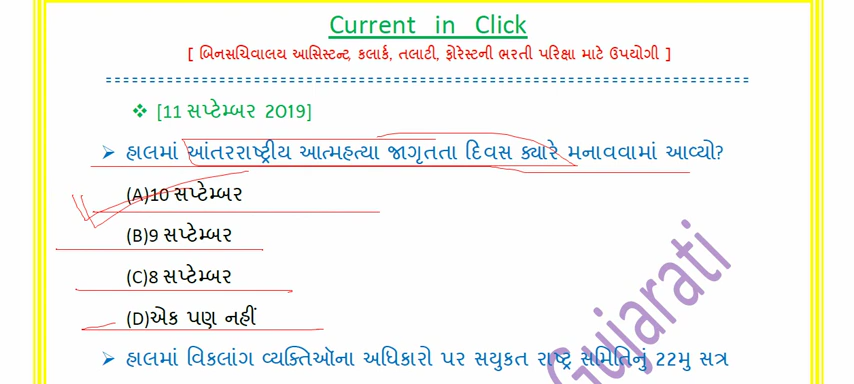 Current in Click
[ બિનસચિવાલય આસિસ્ટન્ટ, કલાર્ક, તલાટી, ફોરેસ્ટની ભરતી પરિક્ષા માટે ઉપયોગી ]
[11 સપ્ટેમ્બર 2019]
હાલમાં આંતરરાષ્ટ્રીય આત્મહત્યા જાગૃતતા દિવસ ક્યારે મનાવવામાં આવ્યો?
(A)10 સપ્ટેમ્બર
(B)9 સપ્ટેમ્બર
(C)8 સપ્ટેમ્બર
(D)એક પણ નહીં
હાલમાં વિકલાંગ વ્યક્તિઓના અધિકારો પર સયુકત રાષ્ટ્ર સમિતિનું 22મુ સત્ર
Gujarati